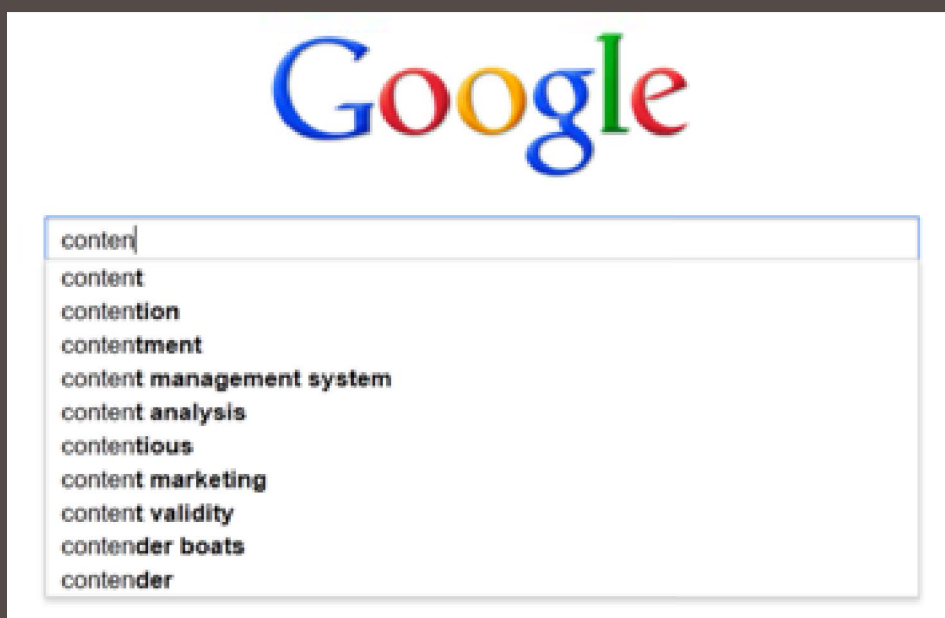 Google
conten
content
contention
contentment
content management system
content analysis
contentious
content marketing
content validity
contender boats
contender